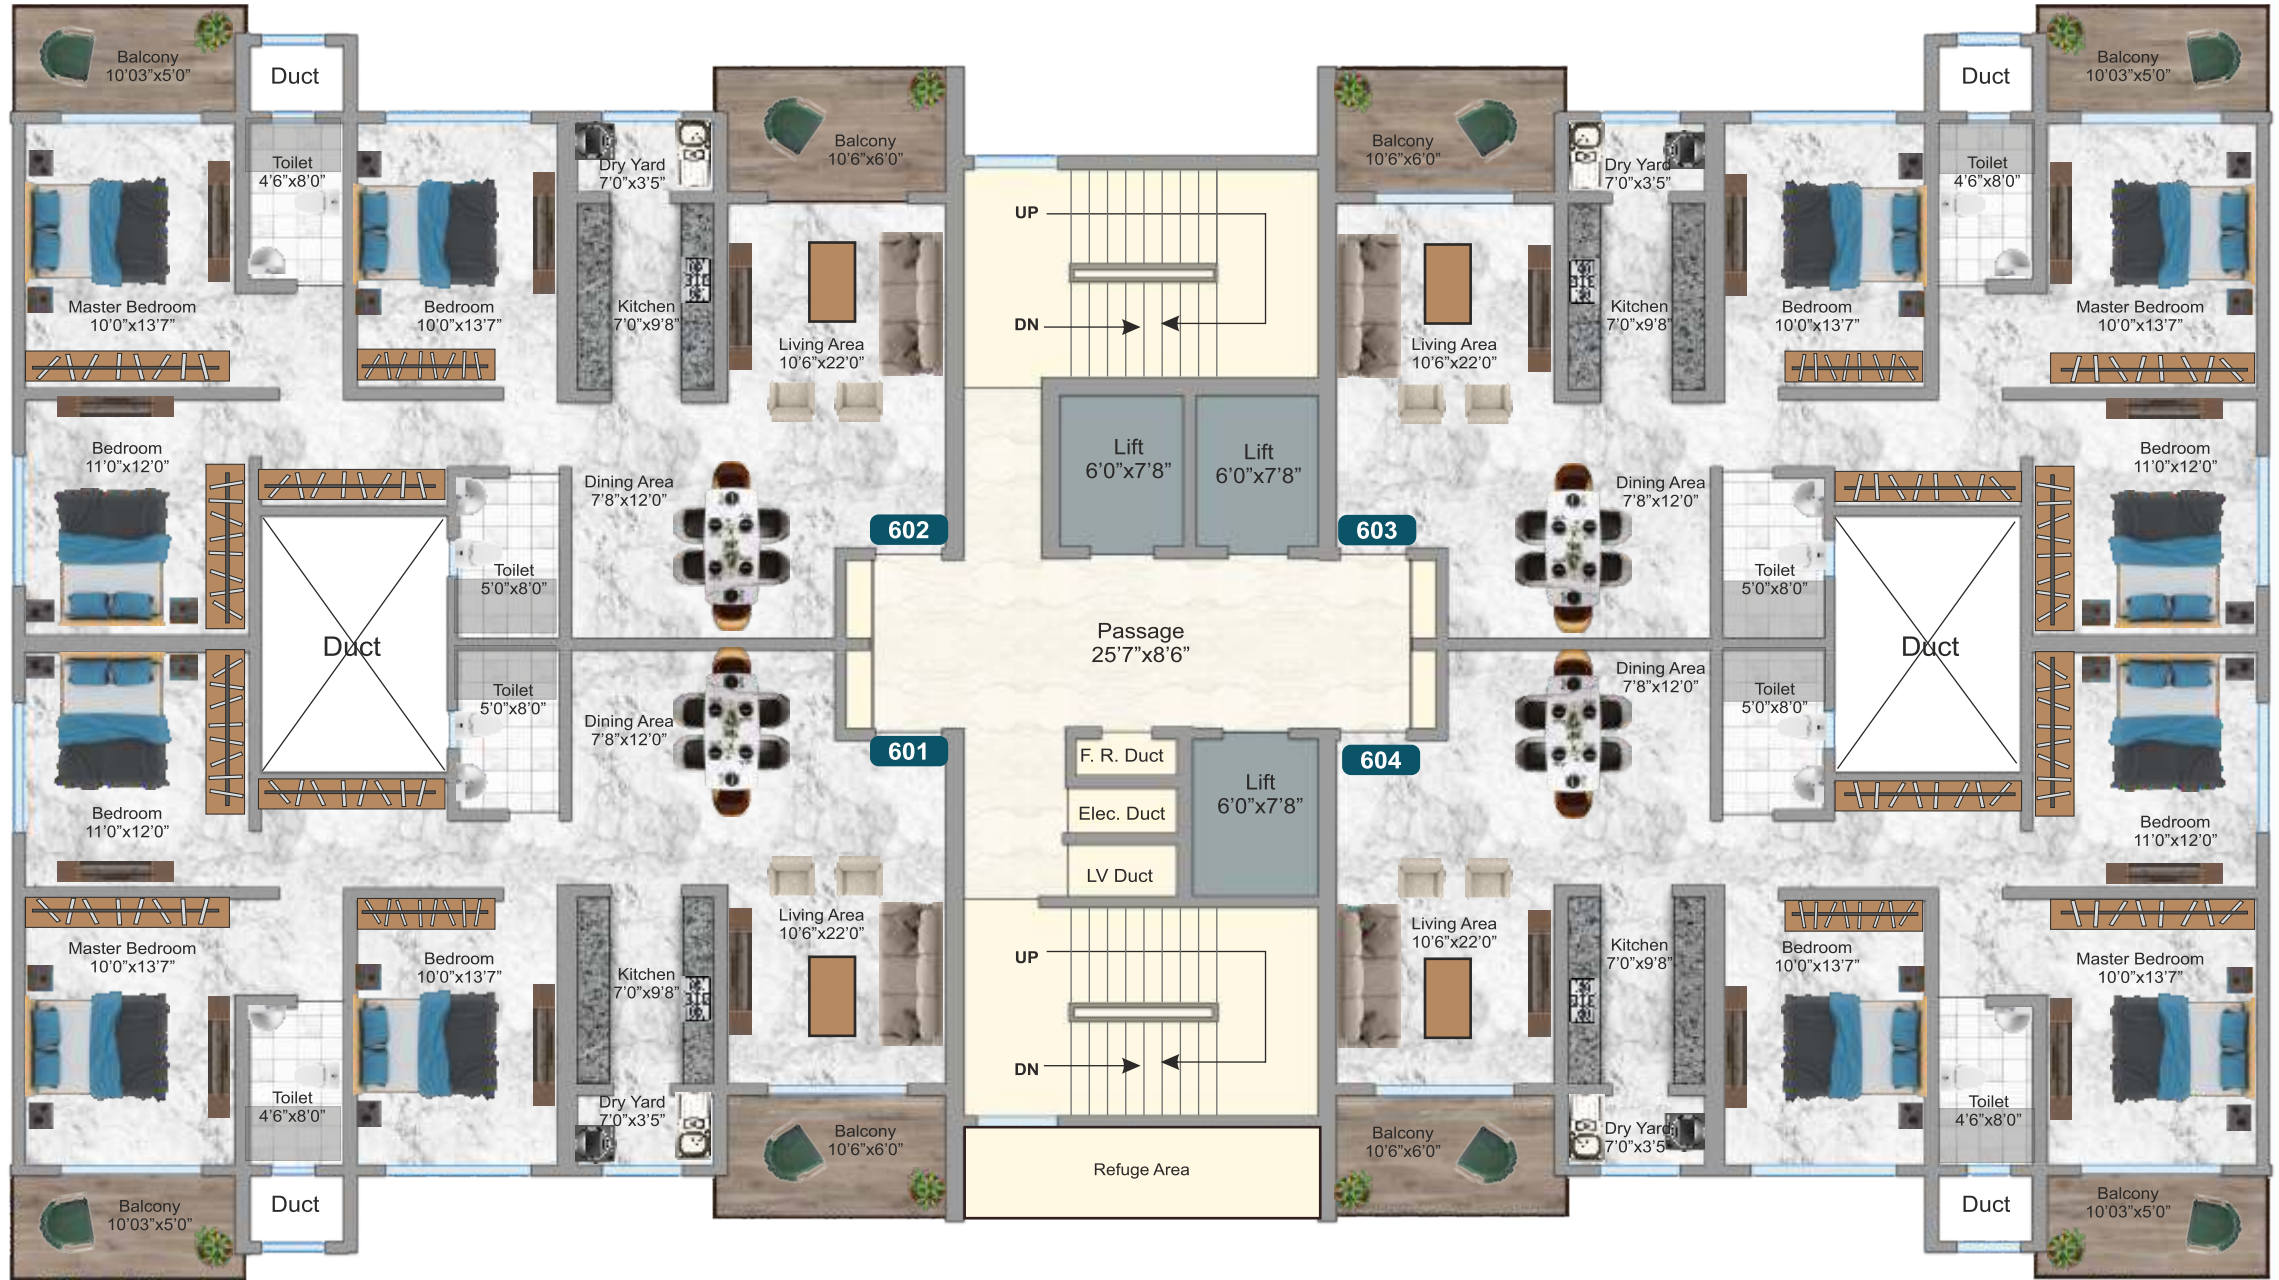 Balcony
10'03"x5'0"
Duct
Balcony
10'6"x6'0"
Balcony
10'6"x6'0"
Duct
Balcony
10'03"x5'0"
Toilet
4'6"x8'0"
Dry Yard
7'0"x3'5"
Dry Yard
7'0"x3'5"
Toilet
4'6"x8'0"
UP
DN
Master Bedroom
10'0"x13'7"
Bedroom
10'0"x13'7"
Kitchen
7'0"x9'8"
Living Area
10'6"x22'0"
Living Area
10'6"x22'0"
Kitchen
7'0"x9'8"
Bedroom
10'0"x13'7"
Master Bedroom
10'0"x13'7"
Bedroom
11'0"x12'0"
Dining Area
7'8"x12'0"
Lift
6'0"x7'8"
Lift
6'0"x7'8"
Dining Area
7'8"x12'0"
Bedroom
11'0"x12'0"
602
603
Toilet
5'0"x8'0"
Toilet
5'0"x8'0"
Duct
Passage
25'7"x8'6"
Duct
Toilet
5'0"x8'0"
Dining Area
7'8"x12'0"
Dining Area
7'8"x12'0"
Toilet
5'0"x8'0"
601
604
F. R. Duct
Elec. Duct
LV Duct
Lift
6'0"x7'8"
Bedroom
11'0"x12'0"
Bedroom
11'0"x12'0"
Master Bedroom
10'0"x13'7"
Bedroom
10'0"x13'7"
Kitchen
7'0"x9'8"
Living Area
10'6"x22'0"
UP
DN
Living Area
10'6"x22'0"
Kitchen
7'0"x9'8"
Bedroom
10'0"x13'7"
Master Bedroom
10'0"x13'7"
Toilet
4'6"x8'0"
Dry Yard
7'0"x3'5"
Dry Yard
7'0"x3'5"
Toilet
4'6"x8'0"
Balcony
10'6"x6'0"
Refuge Area
Balcony
10'6"x6'0"
Balcony
10'03"x5'0"
Duct
Duct
Balcony
10'03"x5'0"